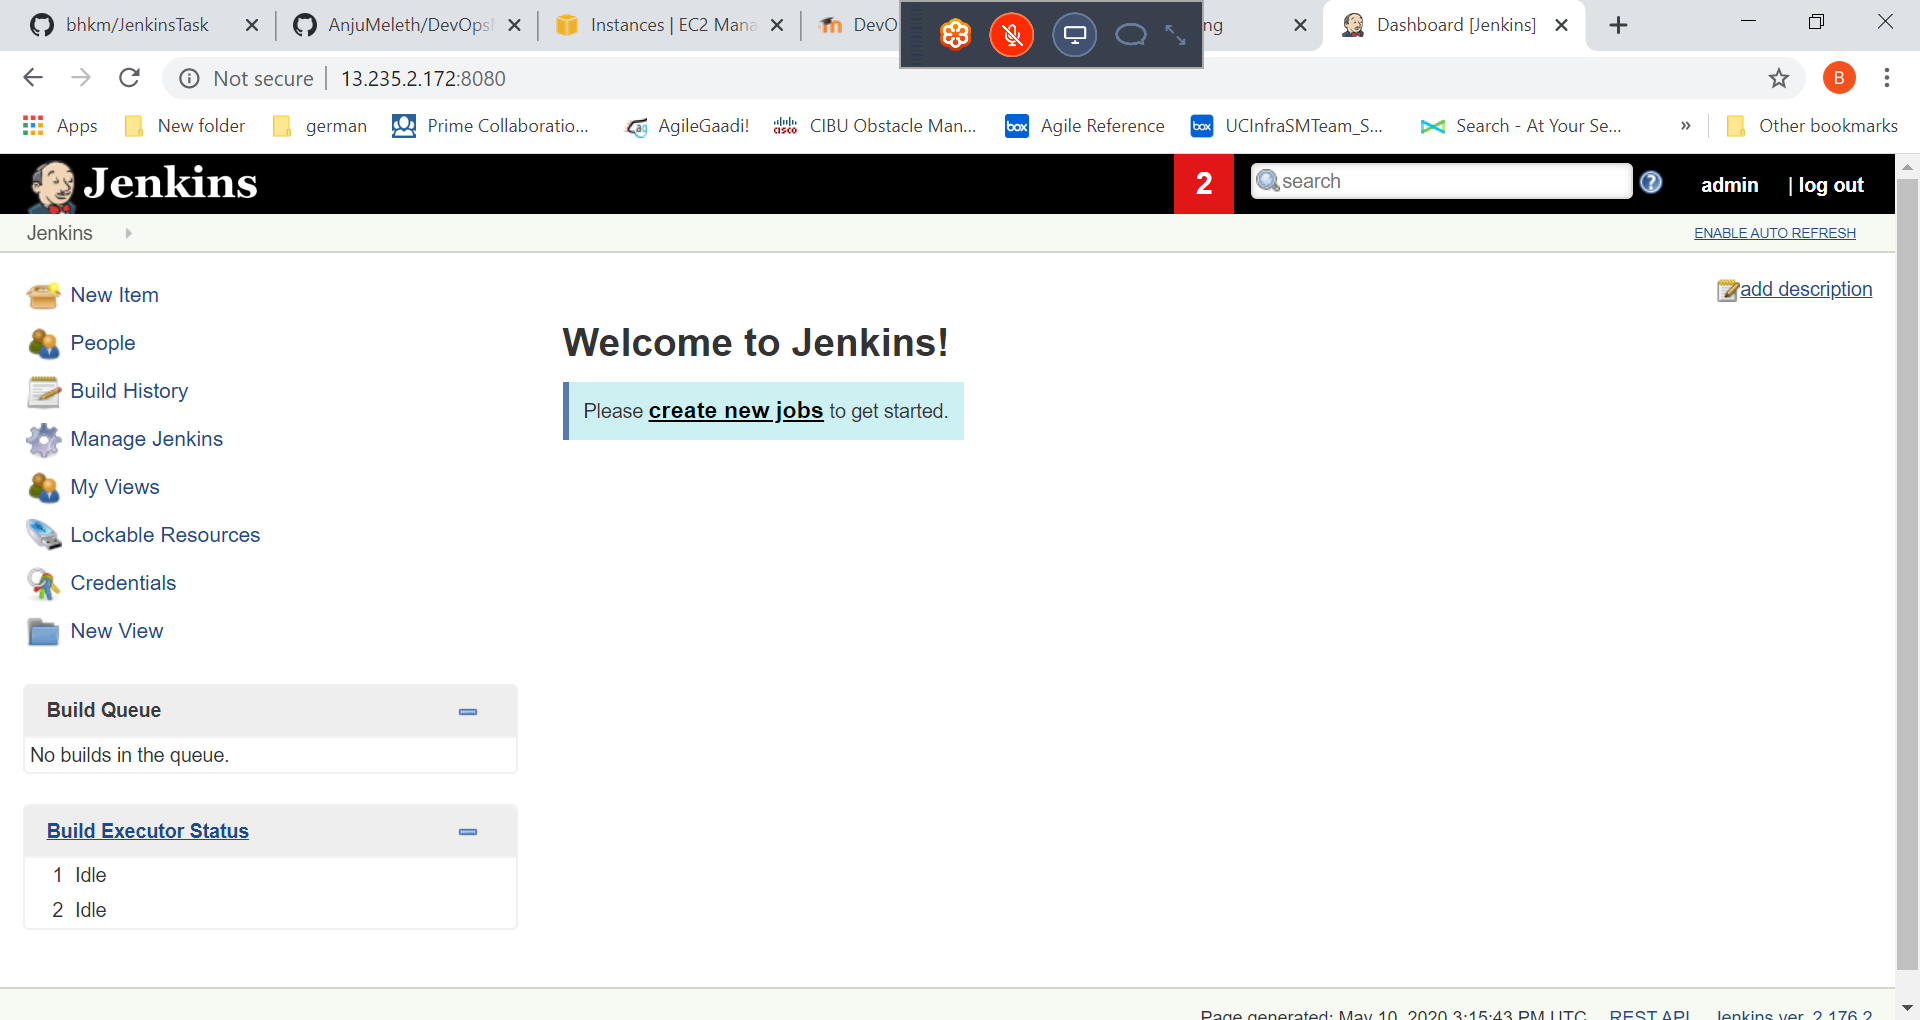 bhkm/JenkinsTask
AnjuMeleth/DevOps
Instances | EC2 Mana
DevO
ng
Dashboard [Jenkins]
Not secure | 13.235.2.172:8080
B
Apps
New folder
german
Prime Collaboratio...
AgileGaadi!
CIBU Obstacle Man...
box
Agile Reference
box
UCInfraSMTeam_S...
Search - At Your Se...
»
Other bookmarks
Jenkins
2
search
admin
| log out
Jenkins
ENABLE AUTO REFRESH
New Item
People
Build History
Manage Jenkins
My Views
Lockable Resources
Credentials
New View
add description
Welcome to Jenkins!
Please create new jobs to get started.
Build Queue
No builds in the queue.
Build Executor Status
1 Idle
2 Idle
Page generated: May 10, 2020 3:15:43 PM UTC
REST API
Jenkins ver. 2.176.2